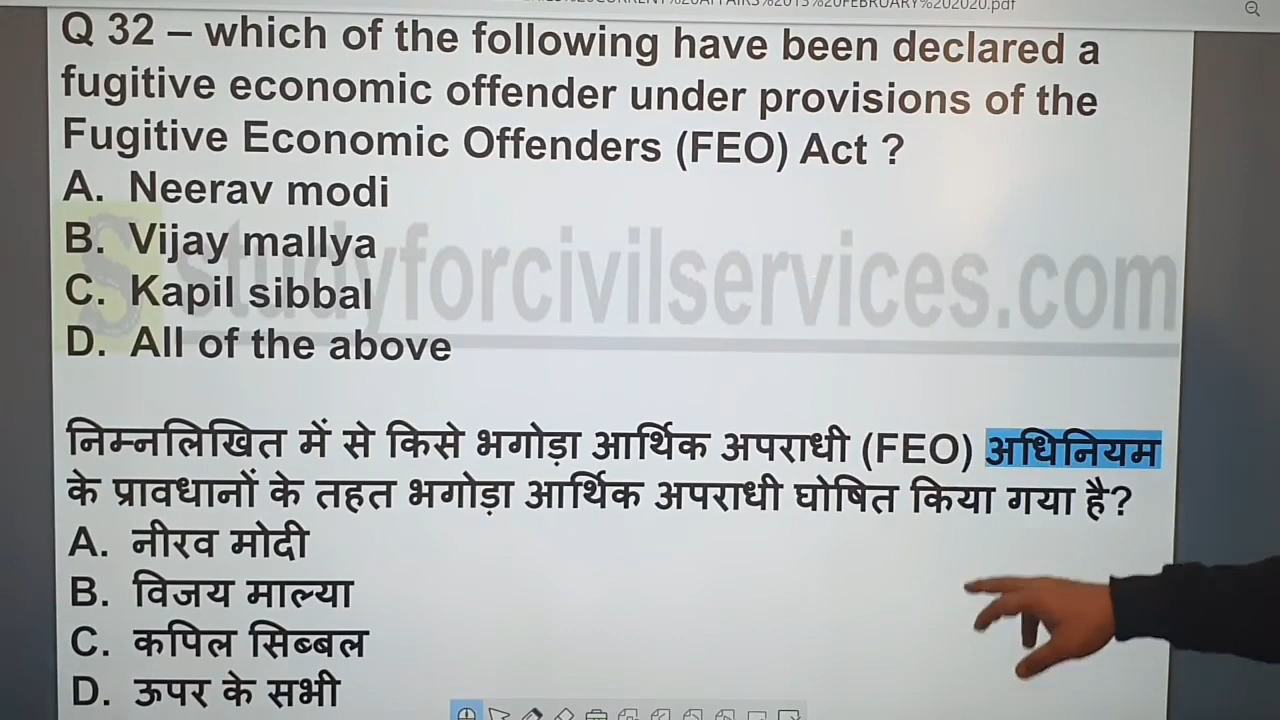 Q 32 – which of the following have been declared a
fugitive economic offender under provisions of the
Fugitive Economic Offenders (FEO) Act ?
A. Neerav modi
B. Vijay mallya
C. Kapil sibbal
D. All of the above
studyforcivilservices.com
निम्नलिखित में से किसे भगोड़ा आर्थिक अपराधी (FEO) अधिनियम
के प्रावधानों के तहत भगोड़ा आर्थिक अपराधी घोषित किया गया है?
A. नीरव मोदी
B. विजय माल्या
C. कपिल सिब्बल
D. ऊपर के सभी